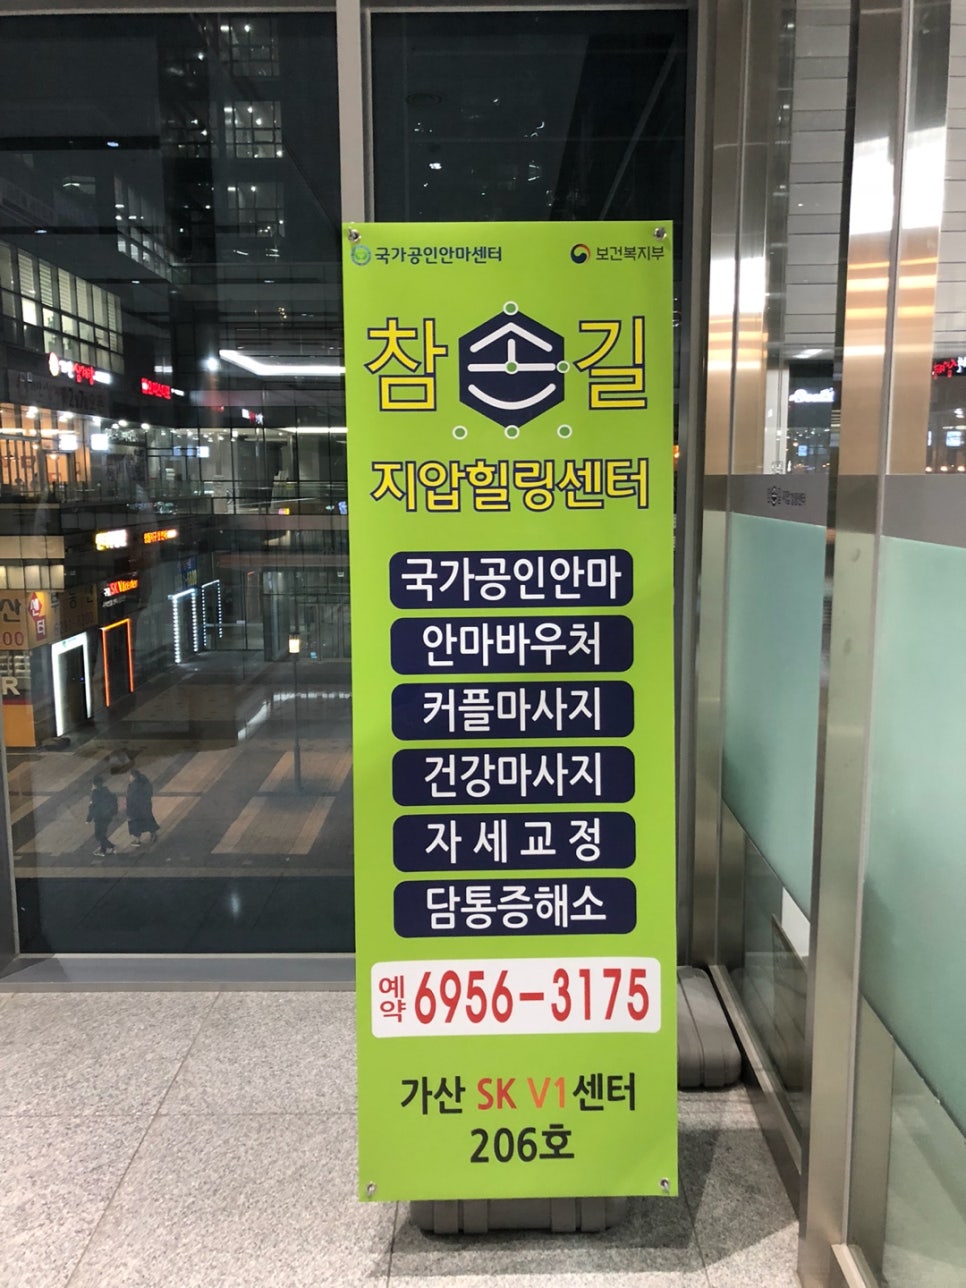 국가공인안마센터 보건복지부
참손길
지압힐링센터
국가공인안마
안마바우처
커플마사지
건강마사지
자세교정
담통증해소
예약 6956-3175
가산 SK V1센터
206호